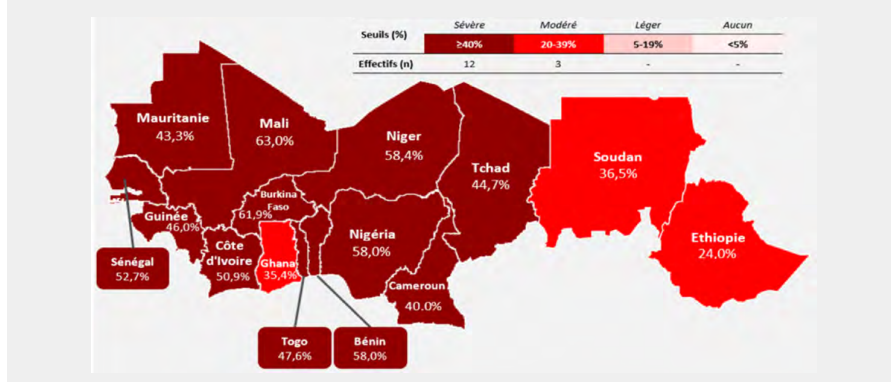 Seuils (%) Sévère Modéré Léger Aucun
≥40% 20-39% 5-19% <5%
Effectifs (n) 12 3 - -
Mauritanie
43,3%
Mali
63,0%
Niger
58,4%
Tchad
44,7%
Soudan
36,5%
Burkina
Faso
61,9%
Guinée
46,0%
Nigéria
58,0%
Ethiopie
24.0%
Côte
d'Ivoire
50,9%
Ghana
35,4%
Sénégal
52,7%
Cameroun
40.0%
Togo
47,6%
Bénin
58,0%